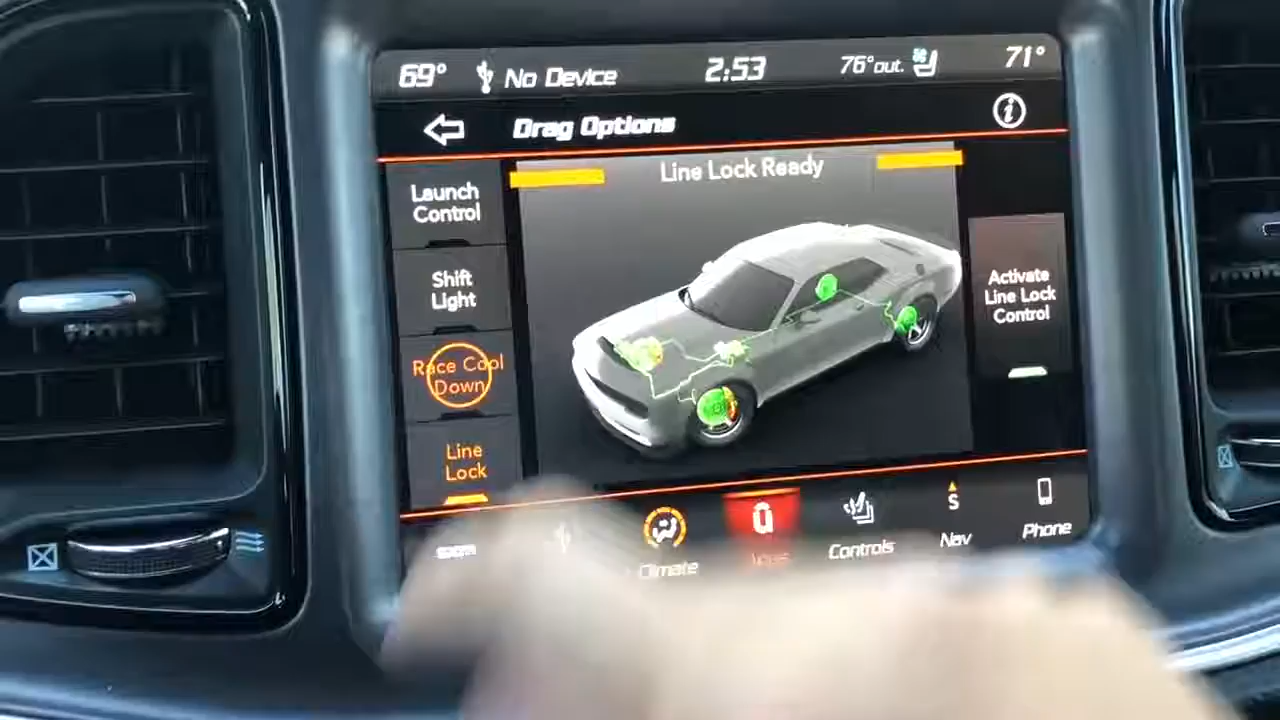 69° No Device 2:53 76°out. 71°
Drag Options
Line Lock Ready
Launch
Control
Shift
Light
Race Cool
Down
Line
Lock
Activate
Line Lock
Control
Climate
Controls
S
Nav
Phone